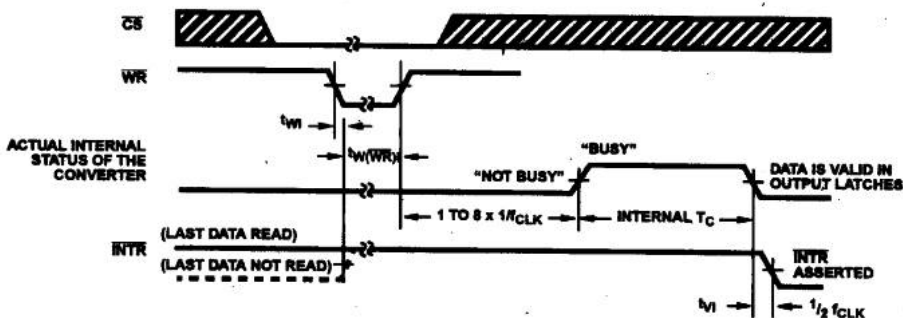 CS
WR
tWI
ACTUAL INTERNAL
STATUS OF THE
CONVERTER
tW(WR)
"BUSY"
"NOT BUSY"
DATA IS VALID IN
OUTPUT LATCHES
1 TO 8 x 1/fCLK
INTERNAL TC
(LAST DATA READ)
INTR
(LAST DATA NOT READ)
INTR
ASSERTED
tVI
1/2 fCLK